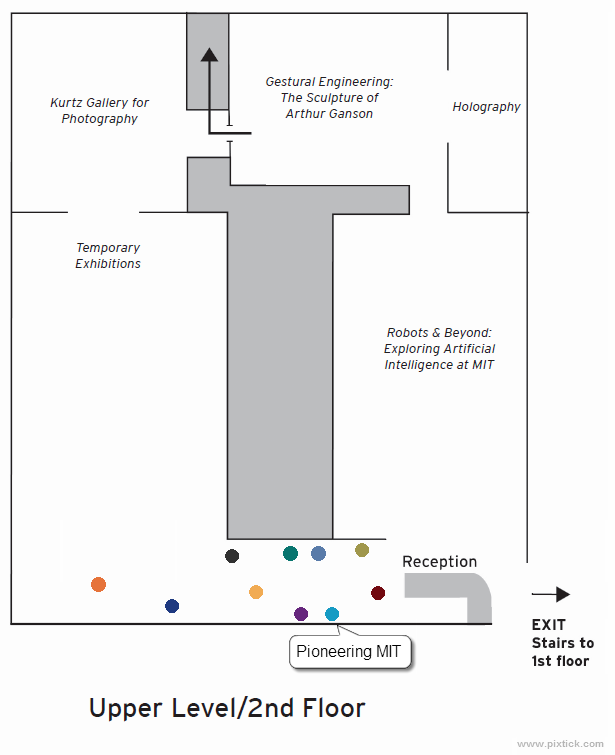 Kurtz Gallery for
Photography
Gestural Engineering:
The Sculpture of
Arthur Ganson
Holography
Temporary
Exhibitions
Robots & Beyond:
Exploring Artificial
Intelligence at MIT
Reception
EXIT
Stairs to
1st floor
Pioneering MIT
Upper Level/2nd Floor
www.pixtick.com